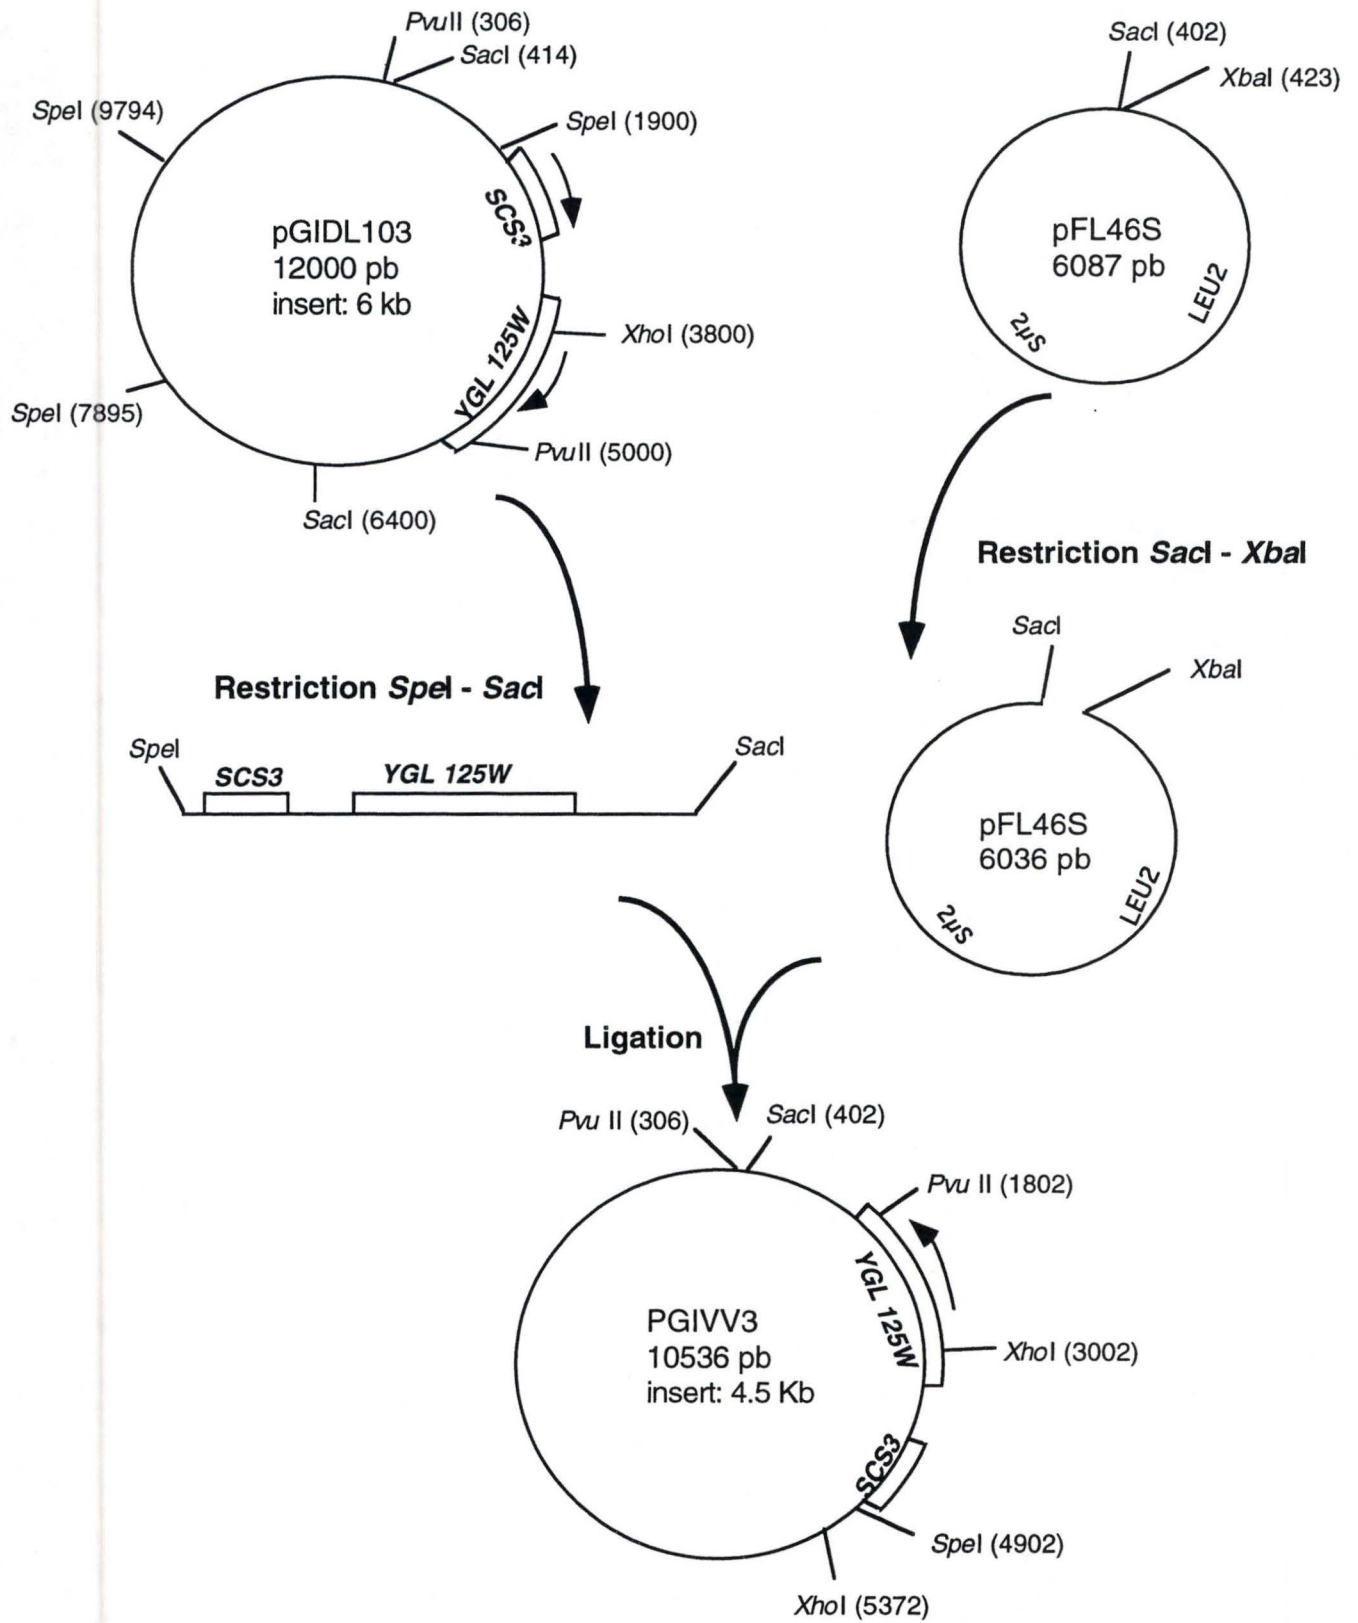 PvuII (306)
SacI (414)
SpeI (9794)
SpeI (1900)
SCS3
pGIDL103
12000 pb
insert: 6 kb
XhoI (3800)
YGL 125W
SpeI (7895)
PvuII (5000)
SacI (6400)
SacI (402)
XbaI (423)
pFL46S
6087 pb
LEU2
2µS
Restriction SacI - XbaI
SacI
XbaI
pFL46S
6036 pb
LEU2
2µS
Restriction SpeI - SacI
SpeI
SCS3
YGL 125W
SacI
Ligation
Pvu II (306)
SacI (402)
Pvu II (1802)
YGL 125W
PGIVV3
10536 pb
insert: 4.5 Kb
XhoI (3002)
SCS3
SpeI (4902)
XhoI (5372)